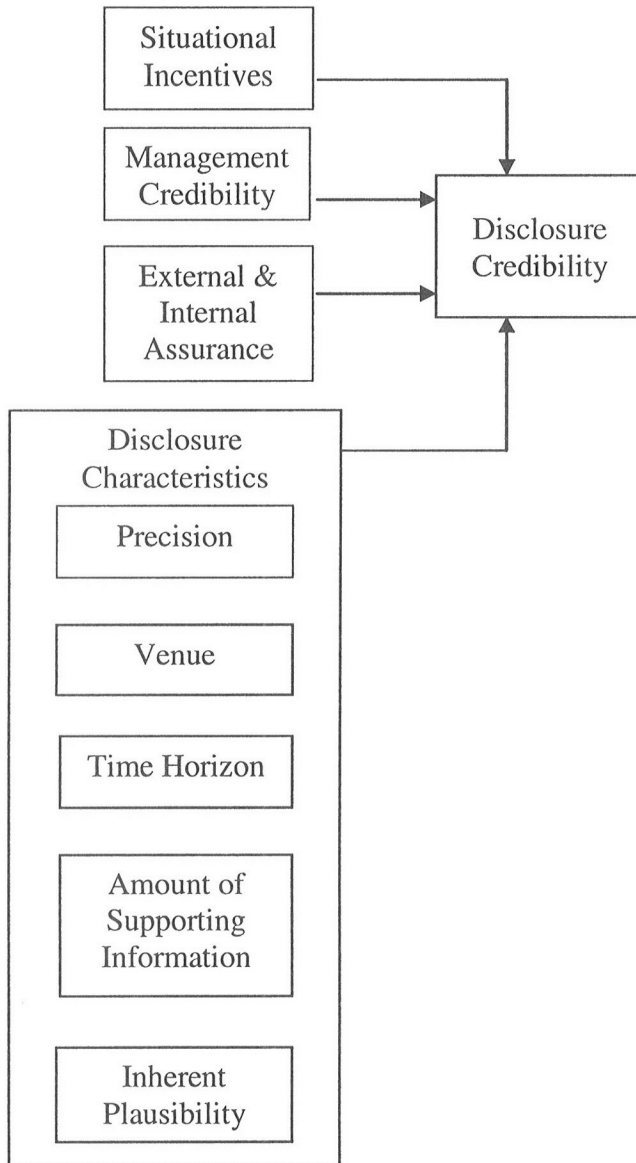 Situational
Incentives
Management
Credibility
External &
Internal
Assurance
Disclosure
Credibility
Disclosure
Characteristics
Precision
Venue
Time Horizon
Amount of
Supporting
Information
Inherent
Plausibility